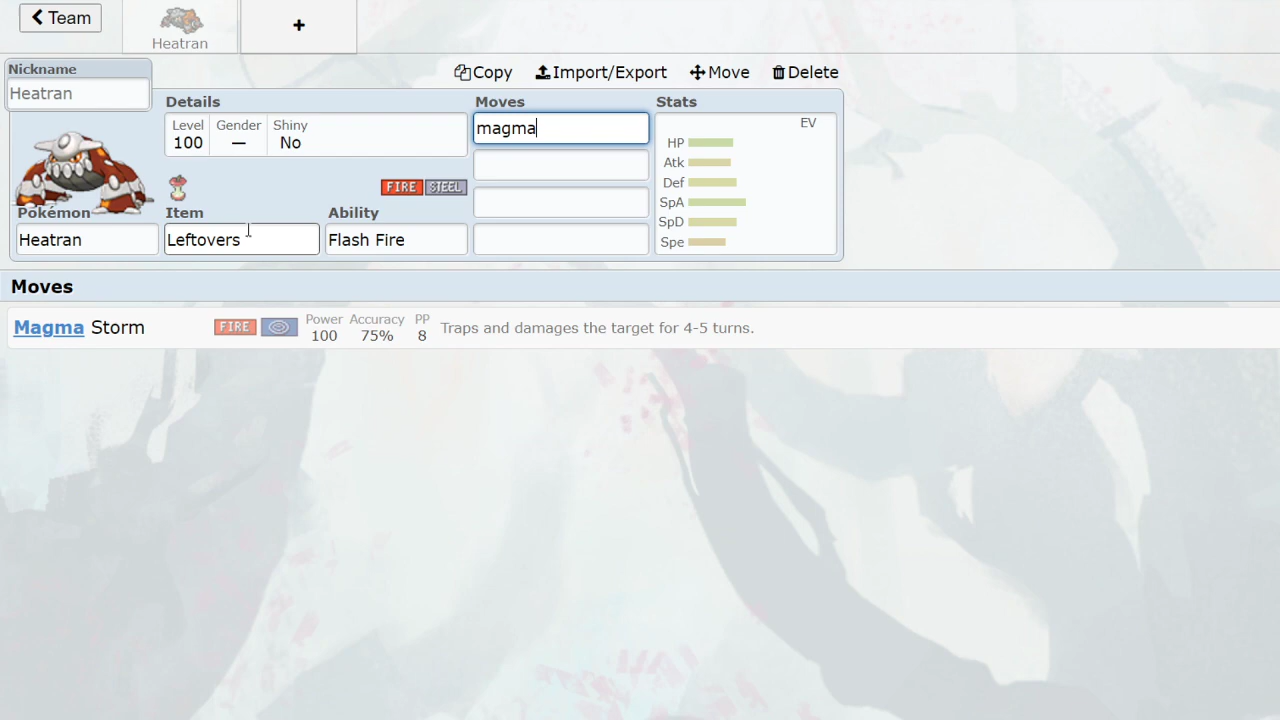 Team
Heatran
+
Nickname
Heatran
Copy Import/Export Move Delete
Details
Level Gender Shiny
100 — No
FIRE STEEL
Pokémon
Heatran
Item
Leftovers
Ability
Flash Fire
Moves
magma
Stats
EV
HP
Atk
Def
SpA
SpD
Spe
Moves
Magma Storm FIRE Power 100 Accuracy 75% PP 8 Traps and damages the target for 4-5 turns.